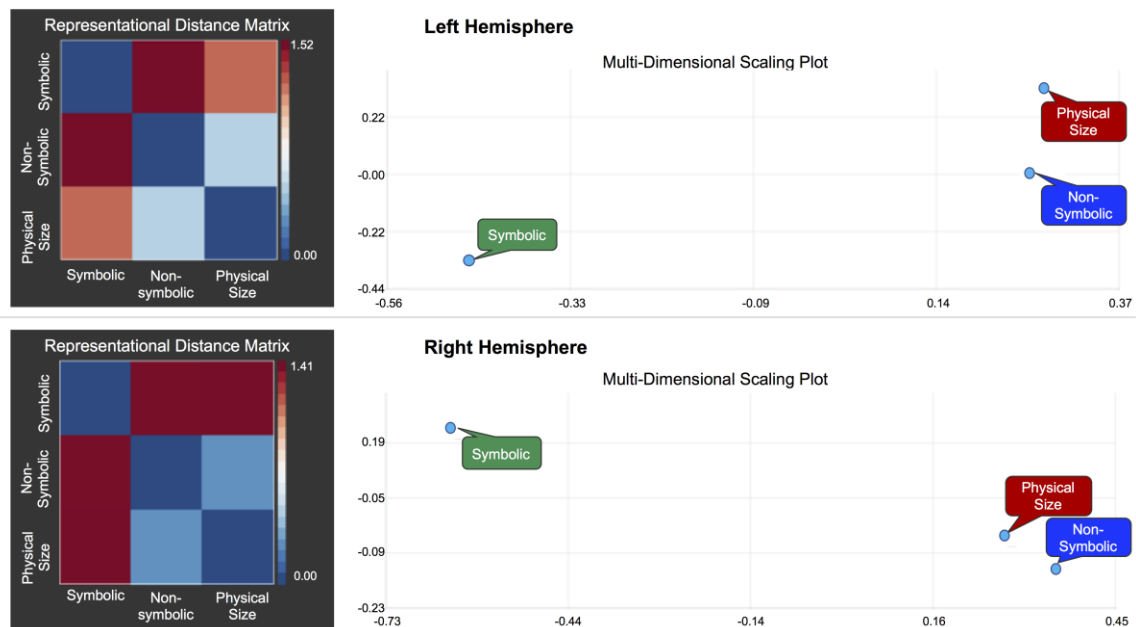 Representational Distance Matrix
1.52
Symbolic
Non-
Symbolic
Physical
Size
0.00
Symbolic
Non-
symbolic
Physical
Size
Left Hemisphere
Multi-Dimensional Scaling Plot
0.22
-0.00
-0.22
-0.44
-0.56
-0.33
-0.09
0.14
0.37
Physical
Size
Non-
Symbolic
Symbolic
Representational Distance Matrix
1.41
Symbolic
Non-
Symbolic
Physical
Size
0.00
Symbolic
Non-
symbolic
Physical
Size
Right Hemisphere
Multi-Dimensional Scaling Plot
0.19
-0.05
-0.09
-0.23
-0.73
-0.44
-0.14
0.16
0.45
Symbolic
Physical
Size
Non-
Symbolic